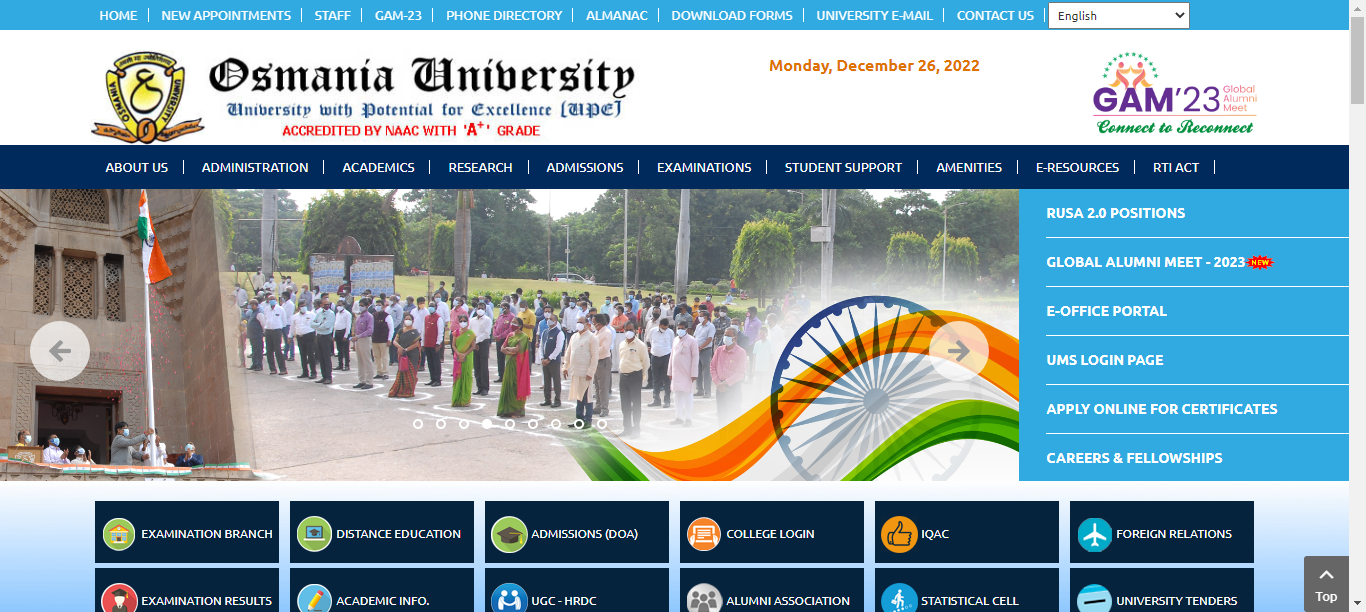 HOME NEW APPOINTMENTS STAFF GAM-23 PHONE DIRECTORY ALMANAC DOWNLOAD FORMS UNIVERSITY E-MAIL CONTACT US English
Osmania University
University with Potential for Excellence [UPE]
ACCREDITED BY NAAC WITH 'A+' GRADE
OSMANIA UNIVERSITY
Monday, December 26, 2022
GAM'23 Global Alumni Meet
Connect to Reconnect
ABOUT US ADMINISTRATION ACADEMICS RESEARCH ADMISSIONS EXAMINATIONS STUDENT SUPPORT AMENITIES E-RESOURCES RTI ACT
RUSA 2.0 POSITIONS
GLOBAL ALUMNI MEET - 2023 NEW
E-OFFICE PORTAL
UMS LOGIN PAGE
APPLY ONLINE FOR CERTIFICATES
CAREERS & FELLOWSHIPS
EXAMINATION BRANCH DISTANCE EDUCATION ADMISSIONS (DOA) COLLEGE LOGIN IQAC FOREIGN RELATIONS
EXAMINATION RESULTS ACADEMIC INFO. UGC - HRDC ALUMNI ASSOCIATION STATISTICAL CELL UNIVERSITY TENDERS
Top